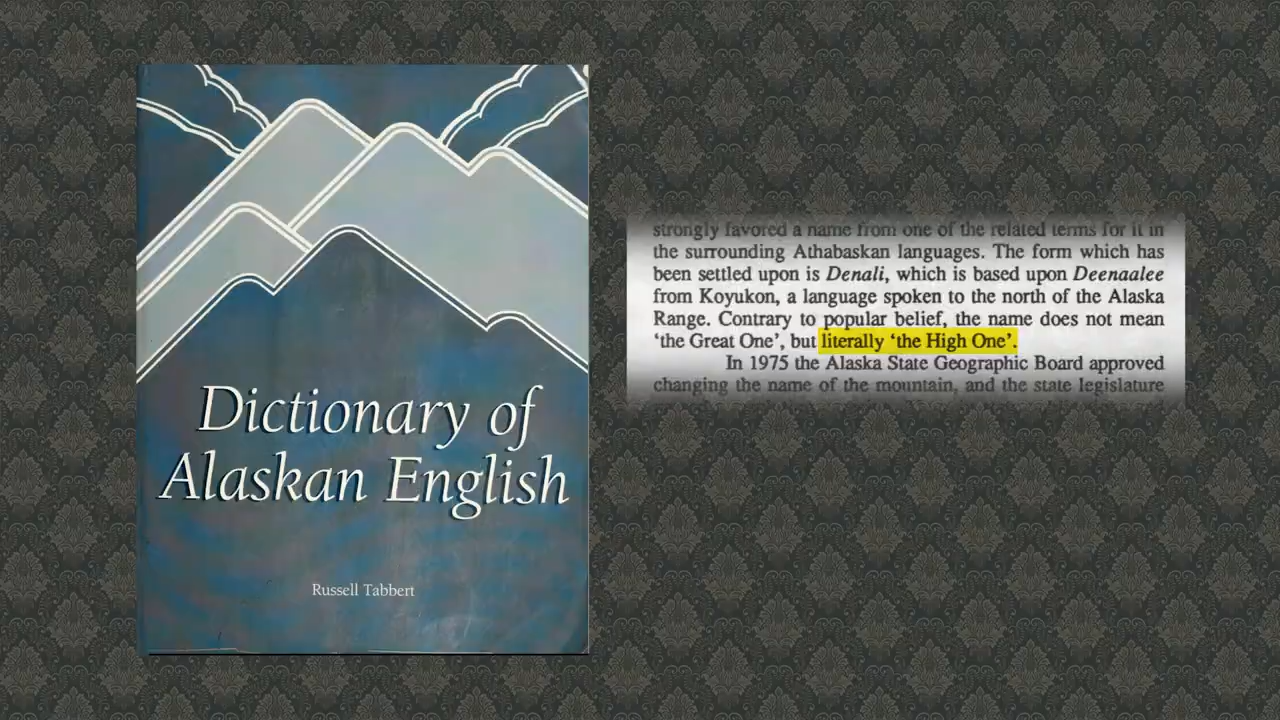 Dictionary of
Alaskan English
Russell Tabbert
strongly favored a name from one of the related terms for it in
the surrounding Athabaskan languages. The form which has
been settled upon is Denali, which is based upon Deenaalee
from Koyukon, a language spoken to the north of the Alaska
Range. Contrary to popular belief, the name does not mean
‘the Great One’, but literally ‘the High One’.
In 1975 the Alaska State Geographic Board approved
changing the name of the mountain, and the state legislature